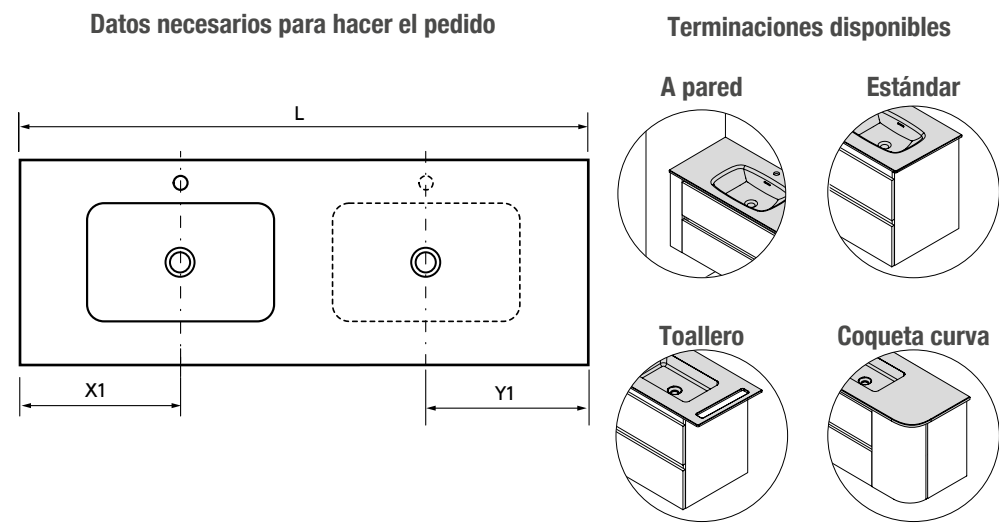 Datos necesarios para hacer el pedido
L
X1
Y1
Terminaciones disponibles
A pared
Estándar
Toallero
Coqueta curva